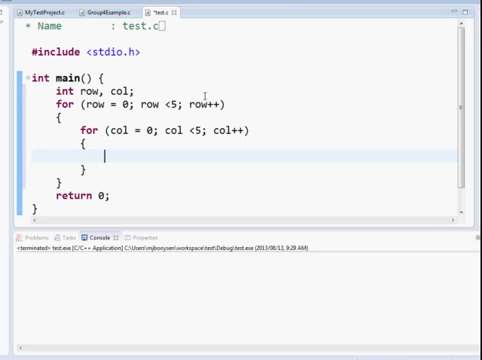 MyTestProject.c Group4Example.c *test.c
* Name : test.c
#include <stdio.h>
int main() {
int row, col;
for (row = 0; row <5; row++)
{
for (col = 0; col <5; col++)
{
}
}
return 0;
}
Problems Tasks Console Properties
<terminated> test.exe [C/C++ Application] C:\Users\mjbooysen\workspace\test\Debug\test.exe (2013/08/13, 9:29 AM)